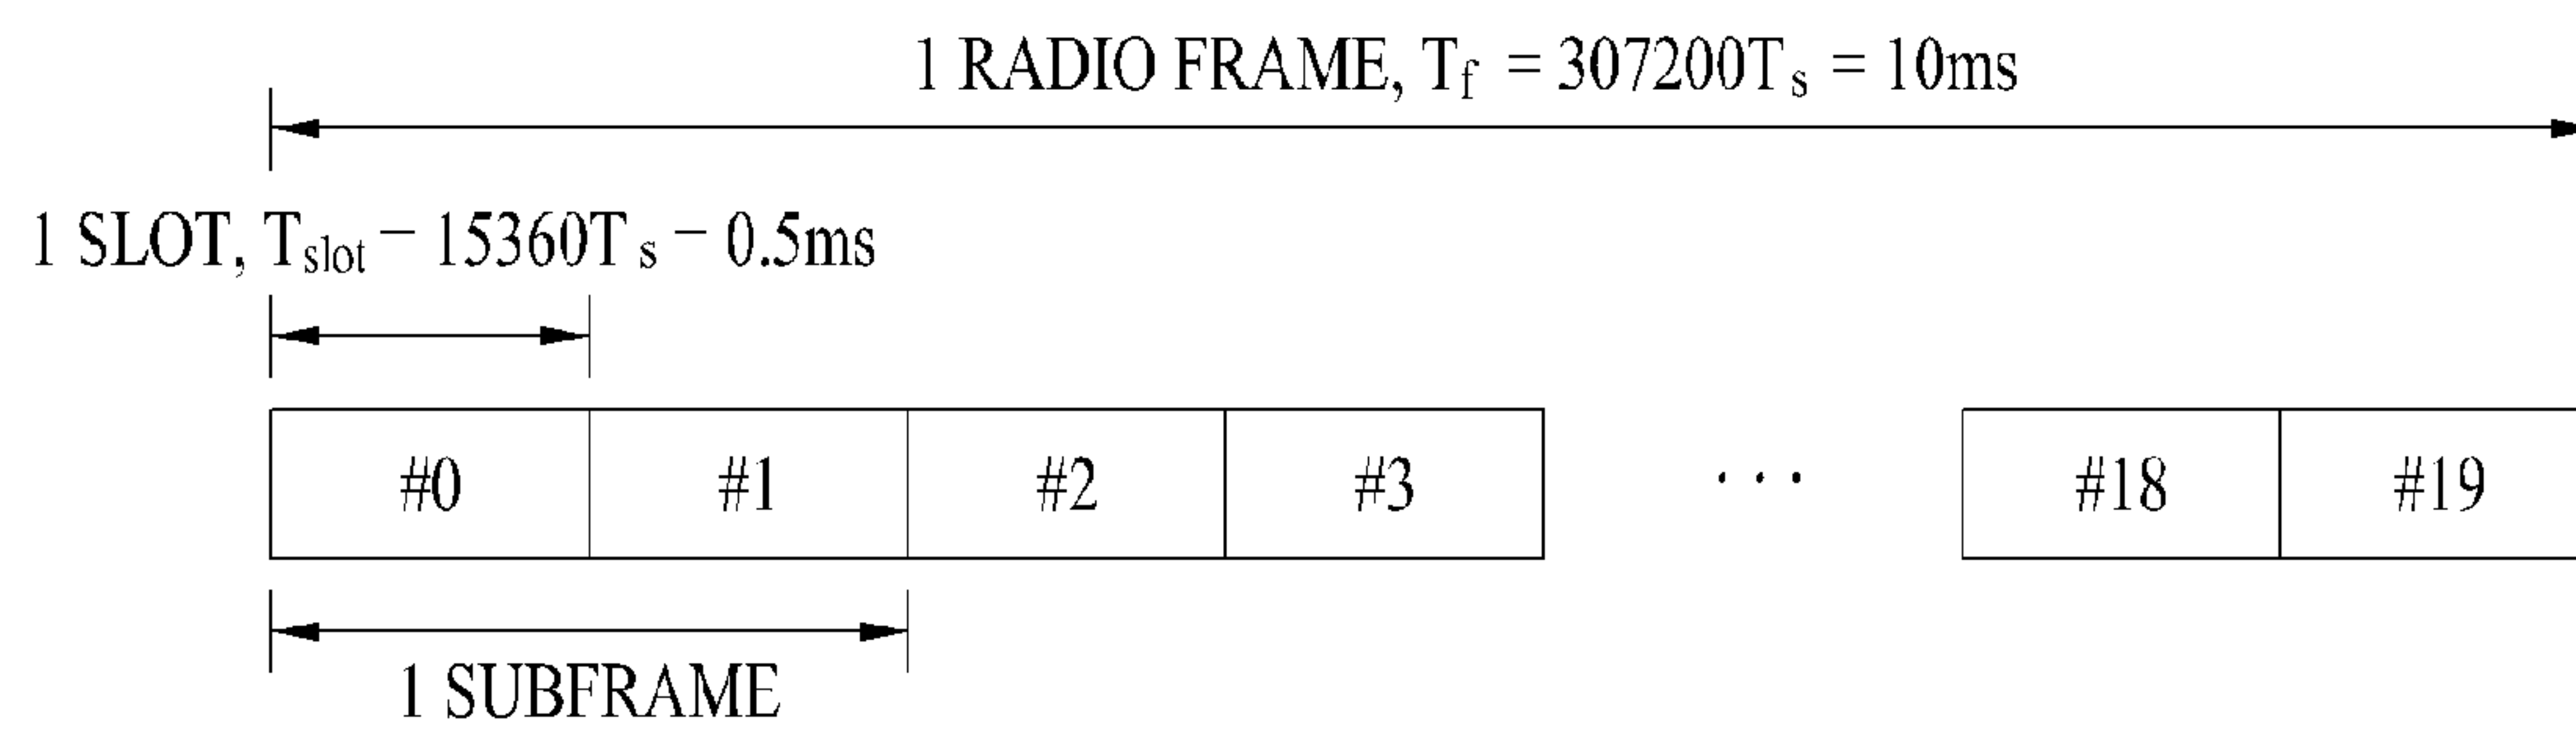 1 RADIO FRAME, Tf = 307200Ts = 10ms
1 SLOT, Tslot – 15360Ts – 0.5ms
#0 #1 #2 #3 ··· #18 #19
1 SUBFRAME